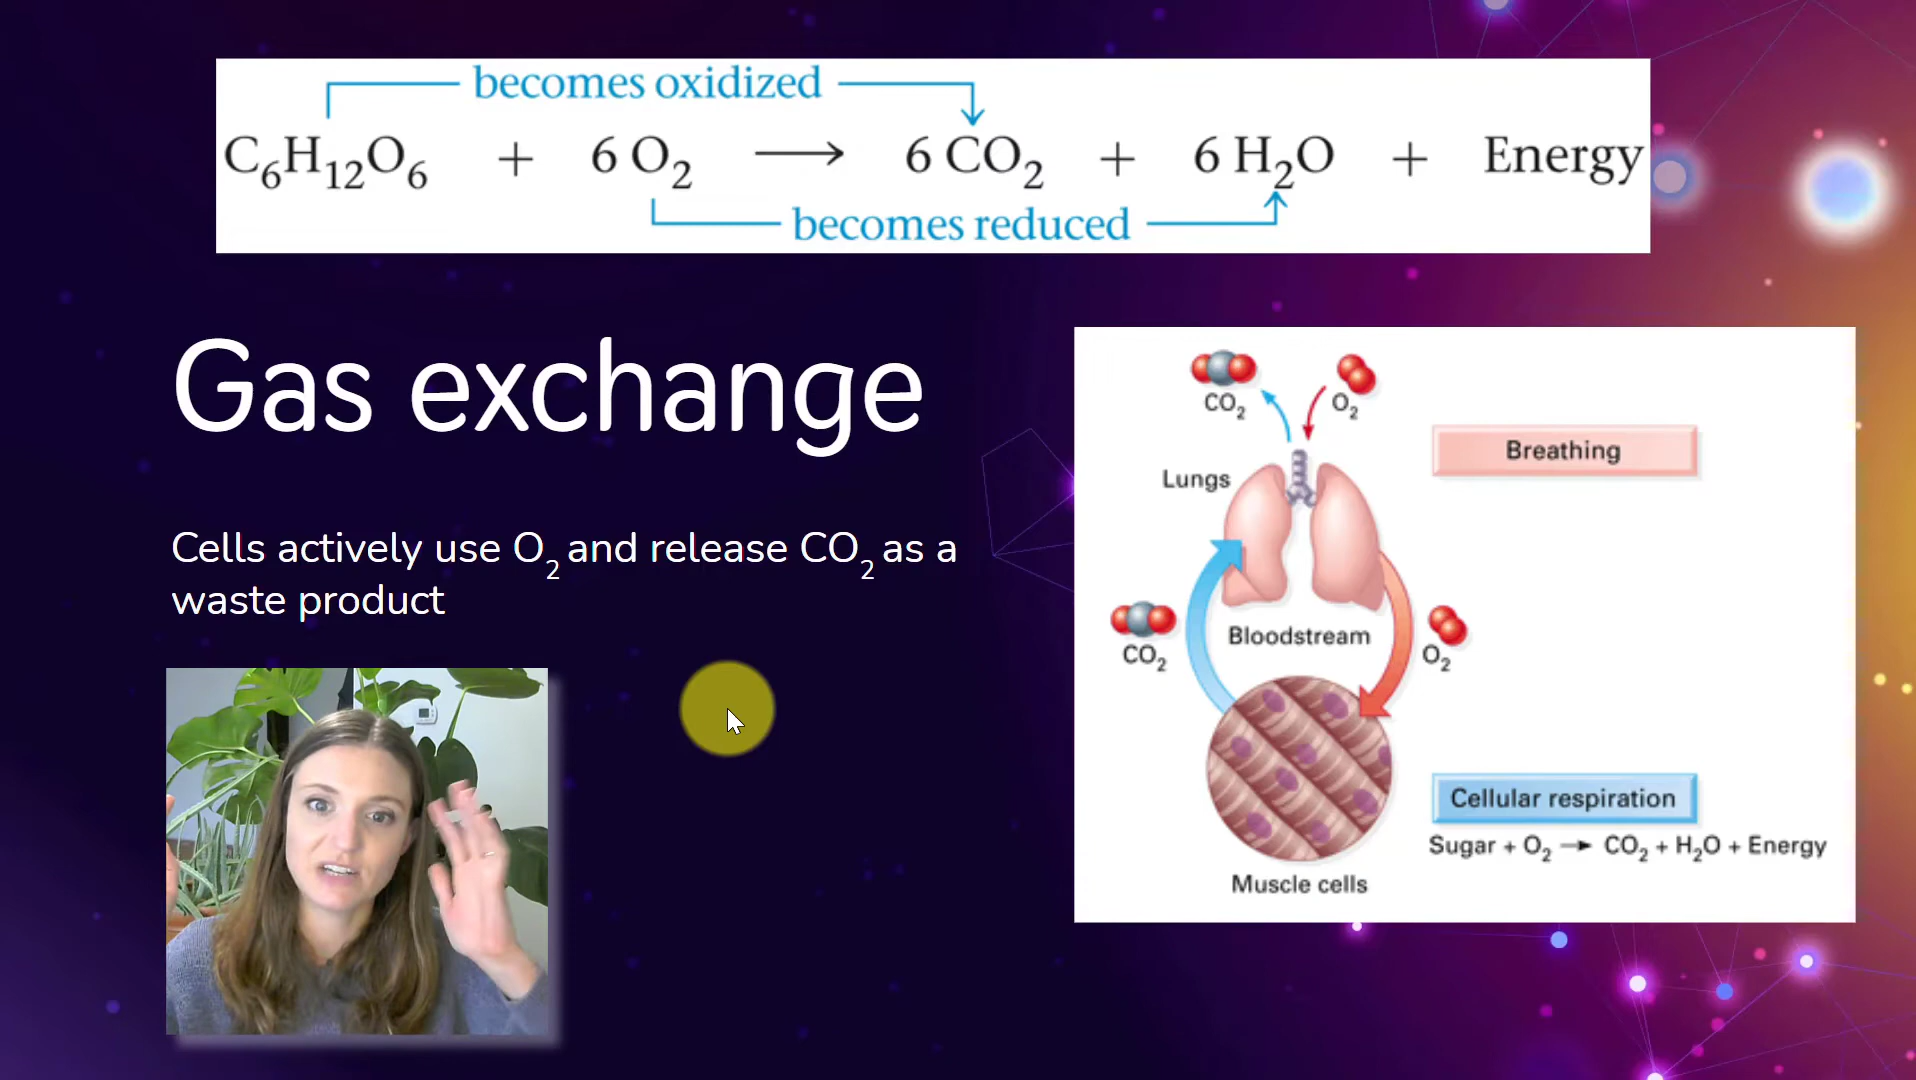 becomes oxidized
C₆H₁₂O₆ + 6 O₂ ⟶ 6 CO₂ + 6 H₂O + Energy
becomes reduced
Gas exchange
Cells actively use O₂ and release CO₂ as a
waste product
CO₂
O₂
Breathing
Lungs
CO₂
Bloodstream
O₂
Cellular respiration
Sugar + O₂ → CO₂ + H₂O + Energy
Muscle cells